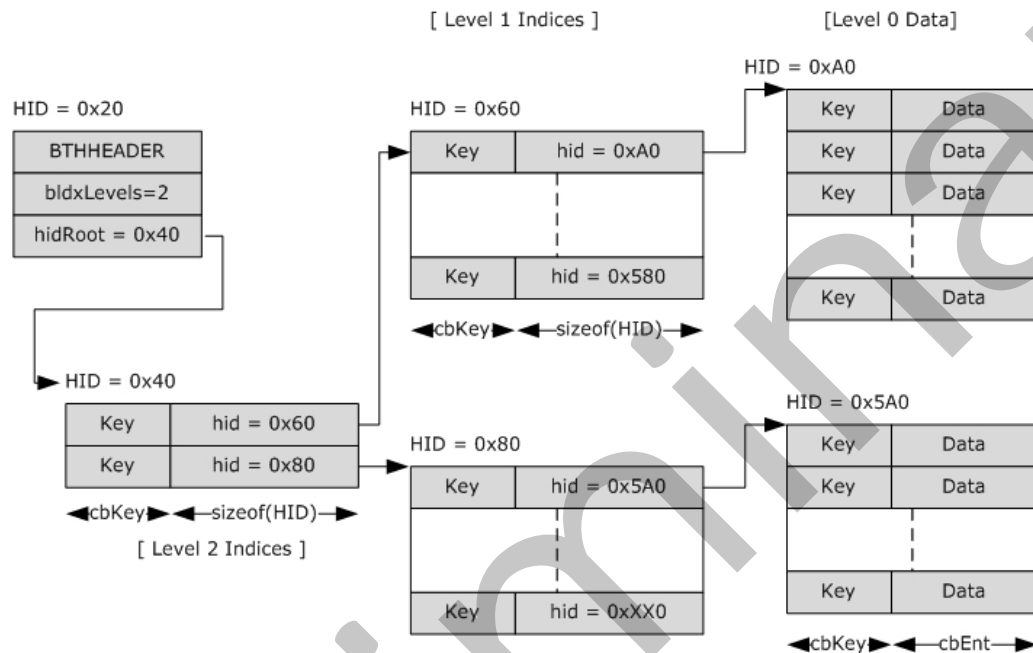 [ Level 1 Indices ]
[Level 0 Data]
HID = 0x20
BTHHEADER
bIdxLevels=2
hidRoot = 0x40
HID = 0x40
Key hid = 0x60
Key hid = 0x80
cbKey sizeof(HID)
[ Level 2 Indices ]
HID = 0x60
Key hid = 0xA0
Key hid = 0x580
cbKey sizeof(HID)
HID = 0x80
Key hid = 0x5A0
Key hid = 0xXX0
HID = 0xA0
Key Data
Key Data
Key Data
Key Data
HID = 0x5A0
Key Data
Key Data
Key Data
cbKey cbEnt